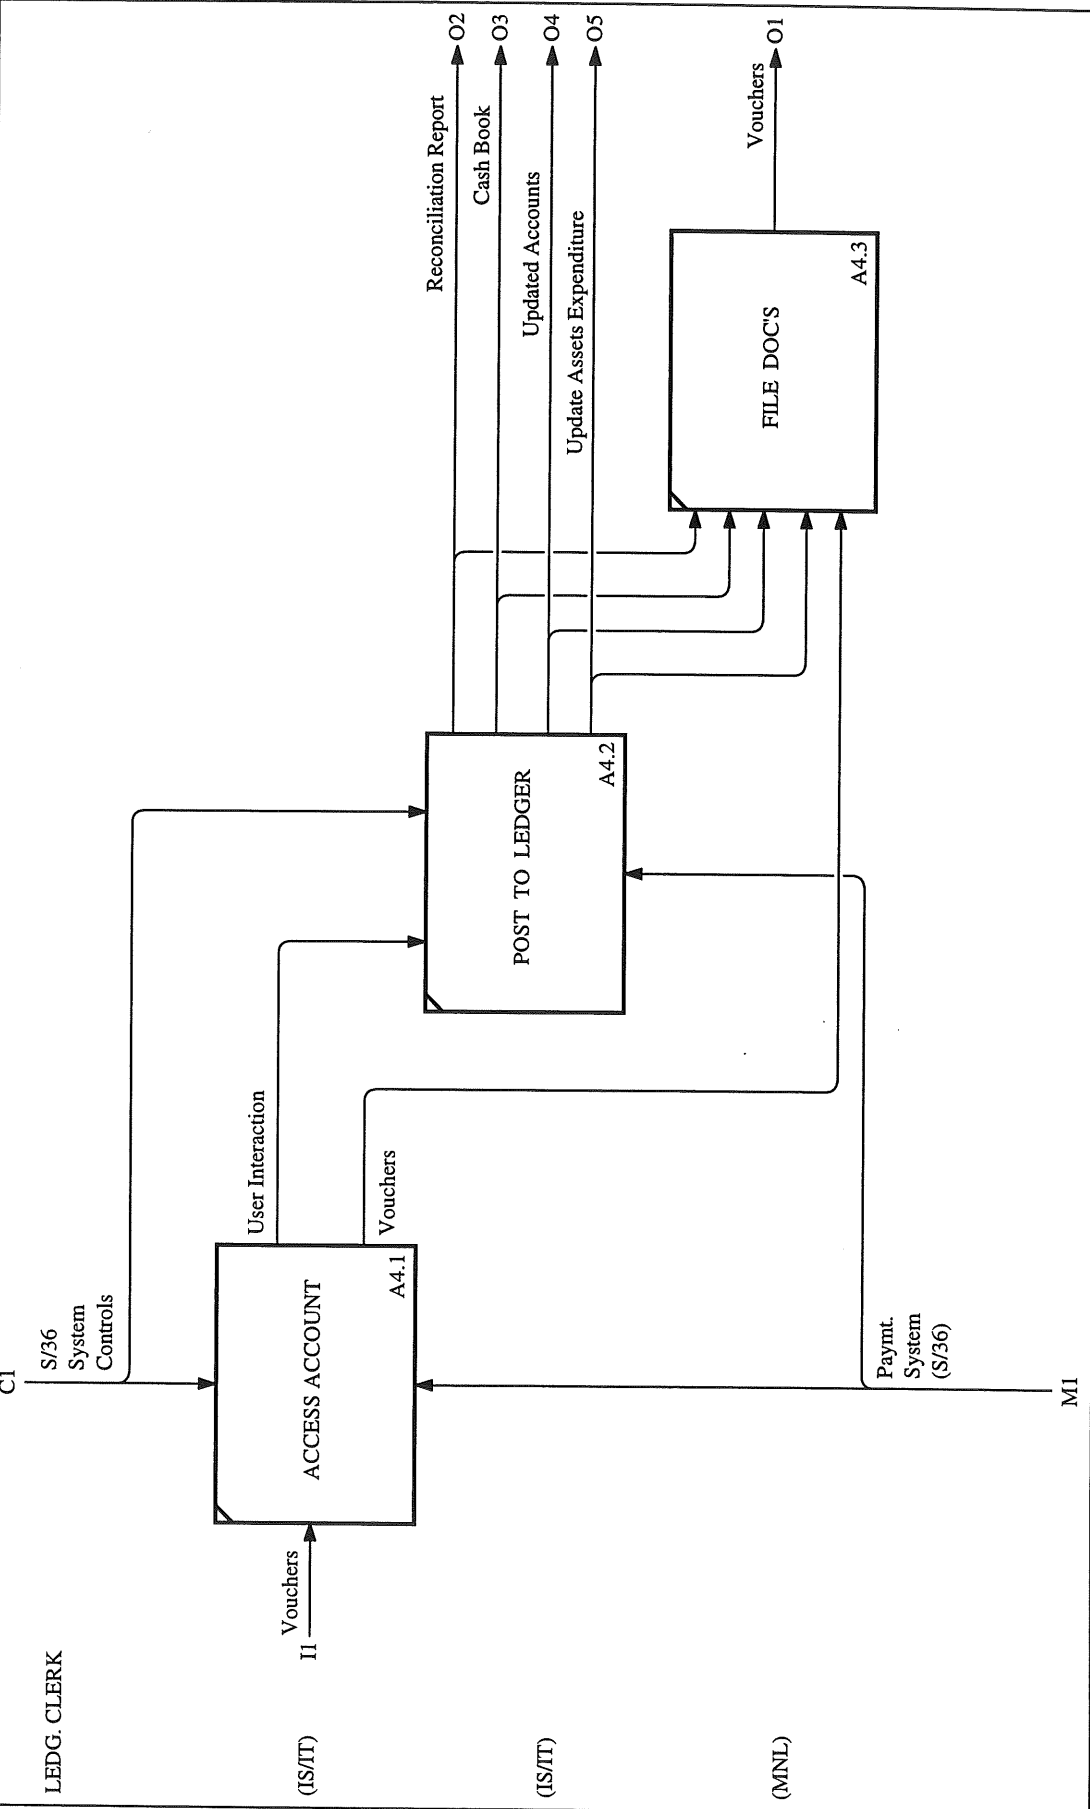 LEDG. CLERK
C1
S/36
System
Controls
(IS/IT)
Vouchers
I1
ACCESS ACCOUNT
A4.1
User Interaction
Vouchers
(IS/IT)
POST TO LEDGER
A4.2
Reconciliation Report
O2
Cash Book
O3
Updated Accounts
O4
Update Assets Expenditure
O5
(MNL)
FILE DOC'S
A4.3
Vouchers
O1
Paymt.
System
(S/36)
M1